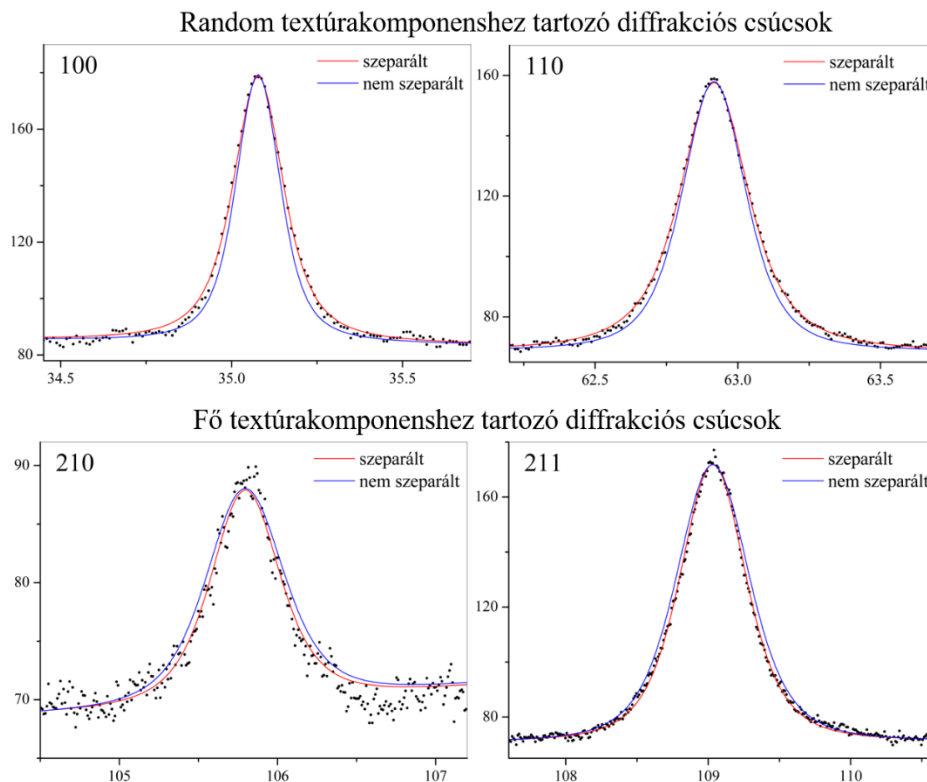 Random textúrakomponenshez tartozó diffrakciós csúcsok
100
szeparált
nem szeparált
160
120
80
34.5
35.0
35.5
110
szeparált
nem szeparált
160
120
80
62.5
63.0
63.5
Fő textúrakomponenshez tartozó diffrakciós csúcsok
210
szeparált
nem szeparált
90
80
70
105
106
107
211
szeparált
nem szeparált
160
120
80
108
109
110